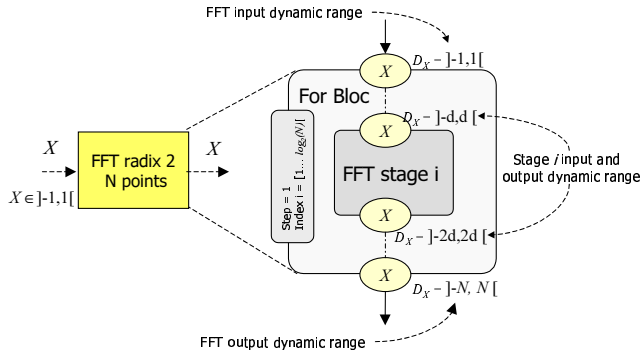 FFT input dynamic range
X
D_X – ]-1,1[
For Bloc
X
D_X – ]-d,d [
Step = 1
Index i = [1... log₂(N)[
X
FFT radix 2
N points
X
X∈]-1,1[
FFT stage i
Stage i input and
output dynamic range
X
D_X – ]-2d,2d [
X
D_X – ]-N, N[
FFT output dynamic range